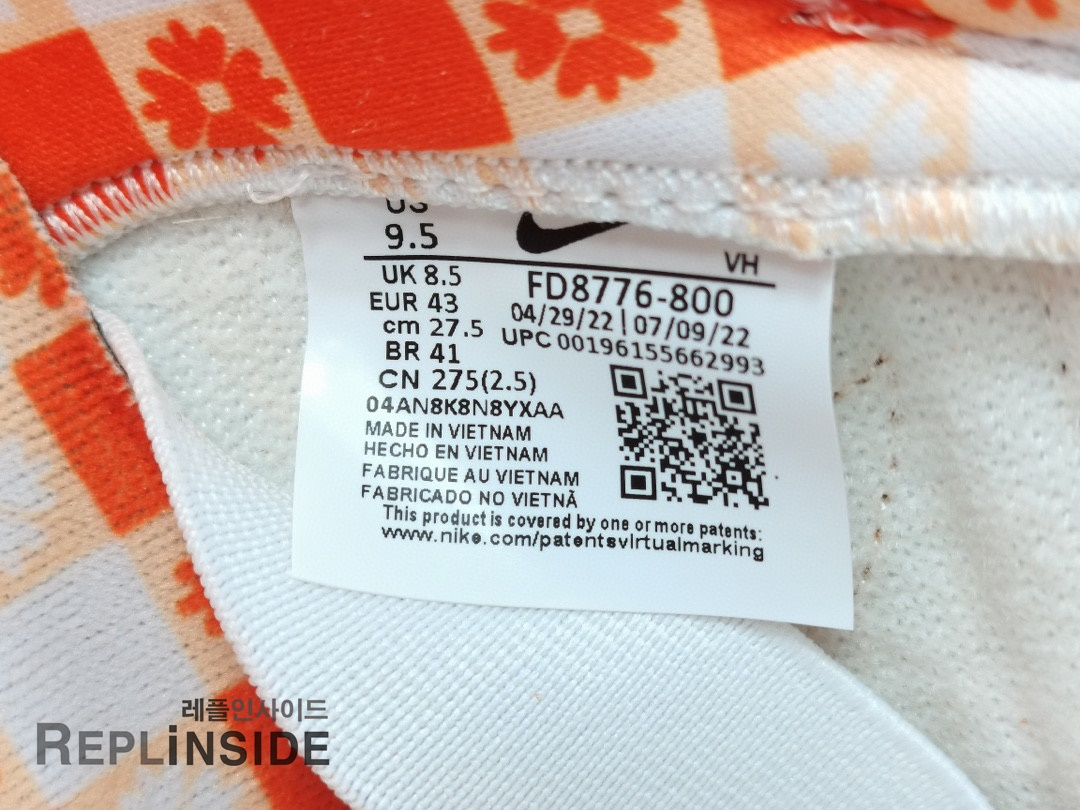 US
9.5
VH
UK 8.5
EUR 43
cm 27.5
BR 41
CN 275(2.5)
FD8776-800
04/29/22 | 07/09/22
UPC 00196155662993
04AN8K8N8YXAA
MADE IN VIETNAM
HECHO EN VIETNAM
FABRIQUE AU VIETNAM
FABRICADO NO VIETNÃ
This product is covered by one or more patents:
www.nike.com/patentsvirtualmarking
레플인사이드
REPLiNSIDE